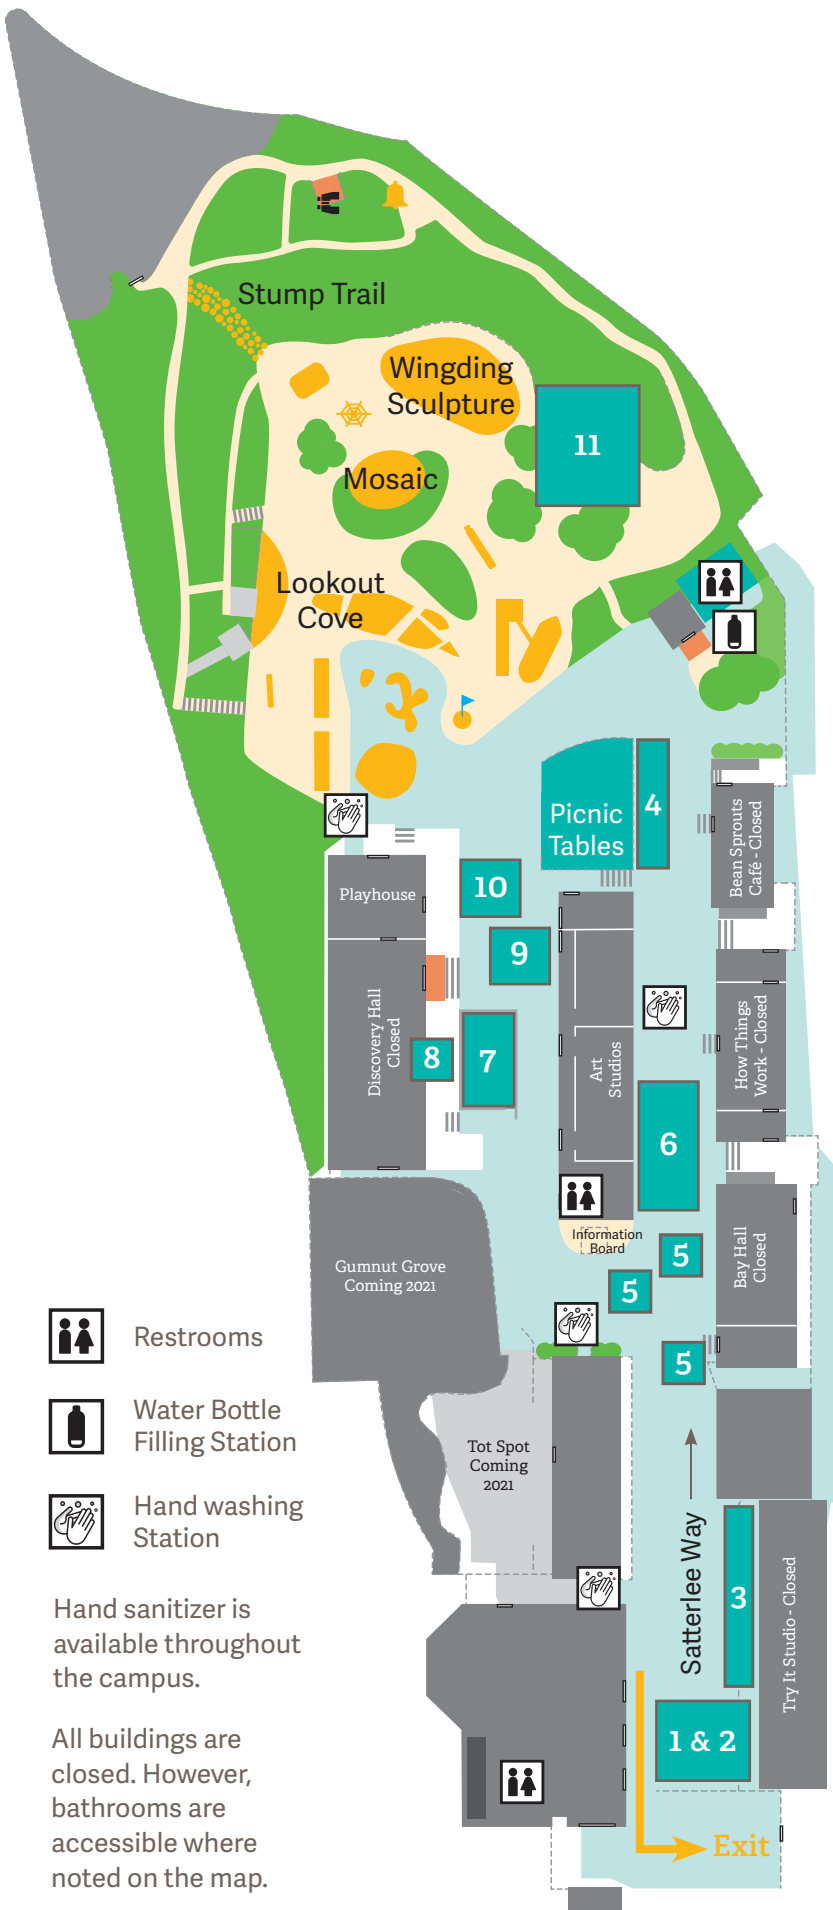 Stump Trail
Wingding
Sculpture
11
Mosaic
Lookout
Cove
Picnic
Tables
4
Bean Sprouts
Café - Closed
Playhouse
10
9
Discovery Hall
Closed
8
7
Art
Studios
How Things
Work - Closed
6
Information
Board
5
5
5
Bay Hall
Closed
Gumnut Grove
Coming 2021
Tot Spot
Coming
2021
Restrooms
Water Bottle
Filling Station
Hand washing
Station
Hand sanitizer is
available throughout
the campus.
All buildings are
closed. However,
bathrooms are
accessible where
noted on the map.
Satterlee Way
3
Try It Studio - Closed
1 & 2
Exit